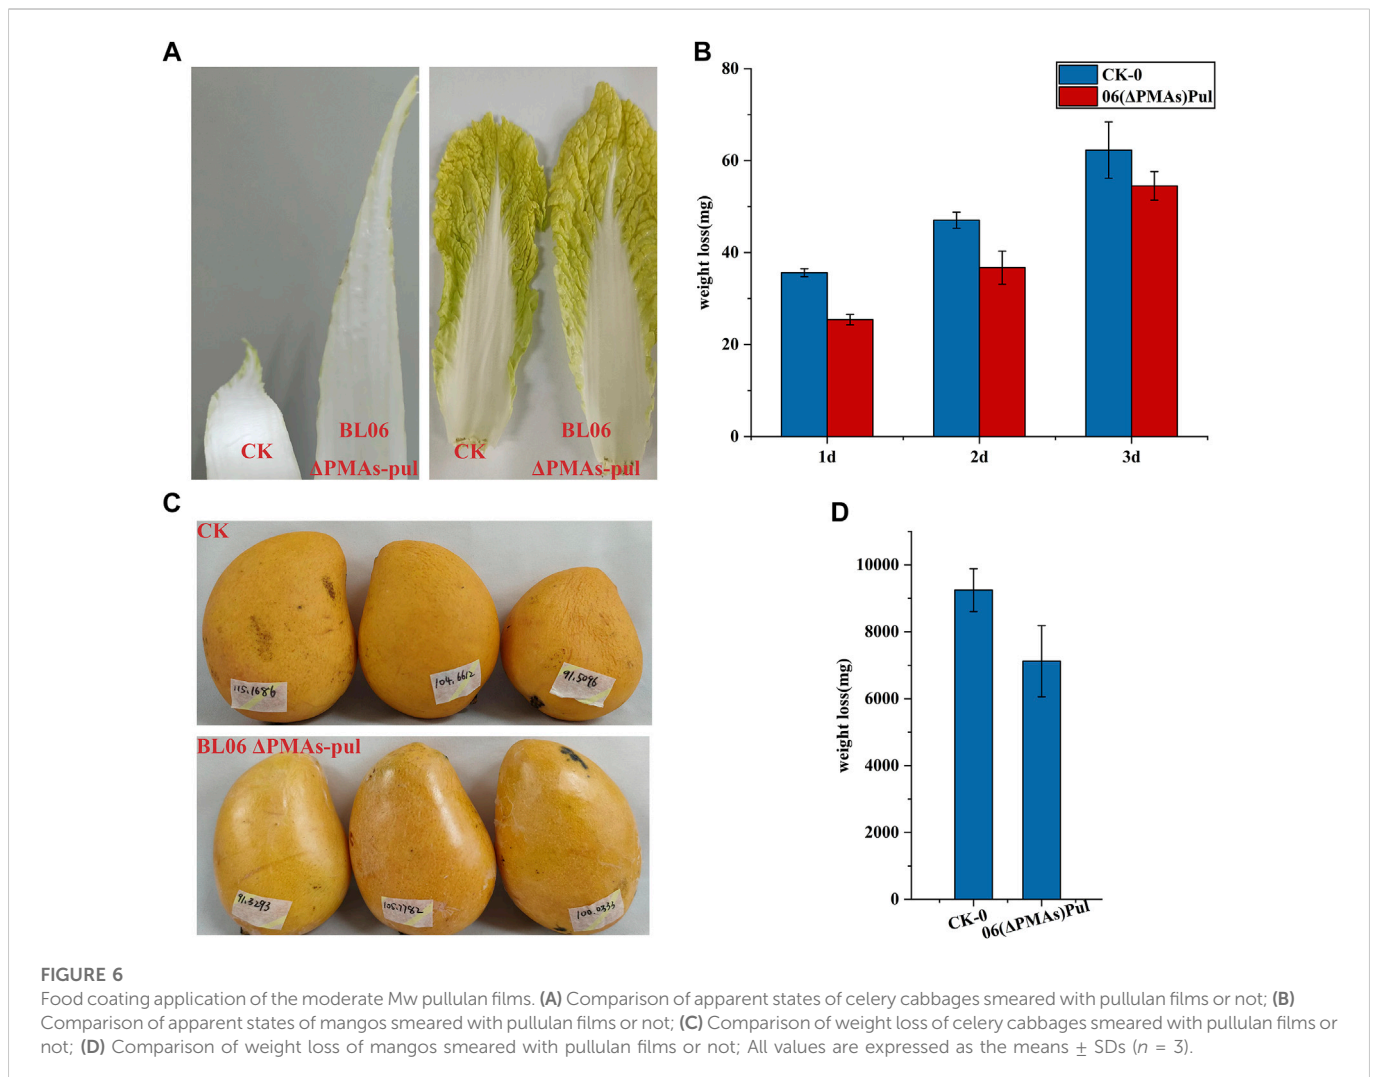 A
CK
BL06
ΔPMAs-pul
CK
BL06
ΔPMAs-pul
B
80
60
40
20
0
weight loss(mg)
CK-0
06(ΔPMAs)Pul
1d
2d
3d
C
CK
115.1686
104.6612
91.5096
BL06 ΔPMAs-pul
91.3293
105.7782
100.0333
D
10000
8000
6000
4000
2000
0
weight loss(mg)
CK-0
06(ΔPMAs)Pul
FIGURE 6
Food coating application of the moderate Mw pullulan films. (A) Comparison of apparent states of celery cabbages smeared with pullulan films or not; (B)
Comparison of apparent states of mangos smeared with pullulan films or not; (C) Comparison of weight loss of celery cabbages smeared with pullulan films or
not; (D) Comparison of weight loss of mangos smeared with pullulan films or not; All values are expressed as the means ± SDs (n = 3).